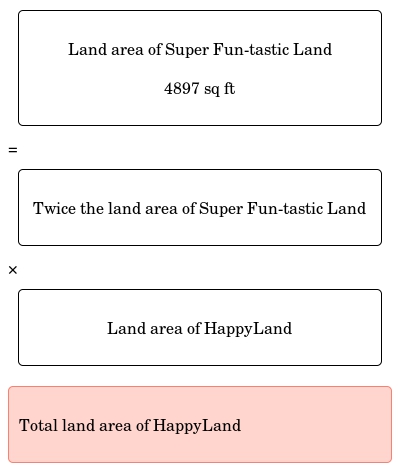 Land area of Super Fun-tastic Land
4897 sq ft
=
Twice the land area of Super Fun-tastic Land
×
Land area of HappyLand
Total land area of HappyLand